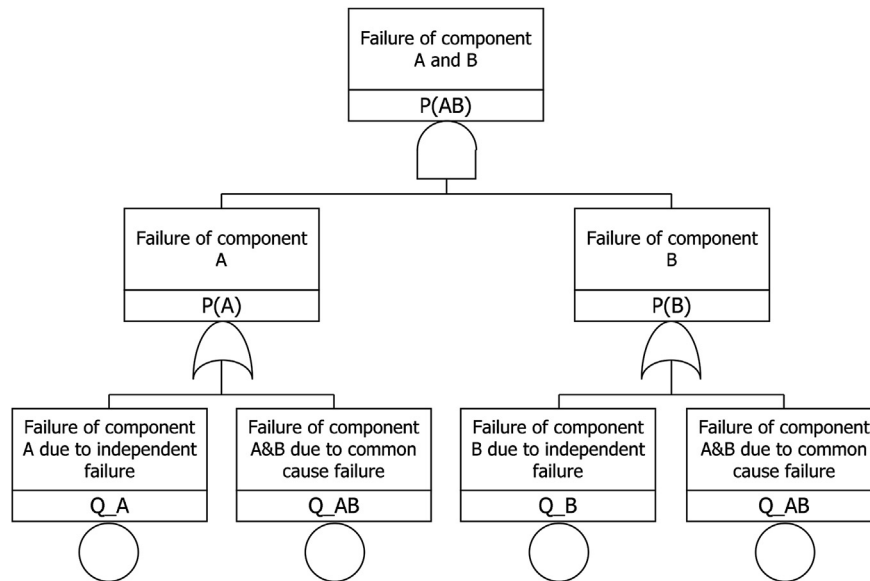 Failure of component
A and B
P(AB)
Failure of component
A
P(A)
Failure of component
B
P(B)
Failure of component
A due to independent
failure
Q_A
Failure of component
A&B due to common
cause failure
Q_AB
Failure of component
B due to independent
failure
Q_B
Failure of component
A&B due to common
cause failure
Q_AB